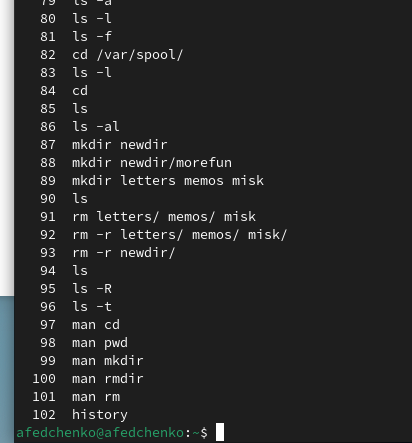 79 ls -a
80 ls -l
81 ls -f
82 cd /var/spool/
83 ls -l
84 cd
85 ls
86 ls -al
87 mkdir newdir
88 mkdir newdir/morefun
89 mkdir letters memos misk
90 ls
91 rm letters/ memos/ misk
92 rm -r letters/ memos/ misk/
93 rm -r newdir/
94 ls
95 ls -R
96 ls -t
97 man cd
98 man pwd
99 man mkdir
100 man rmdir
101 man rm
102 history
afedchenko@afedchenko:~$